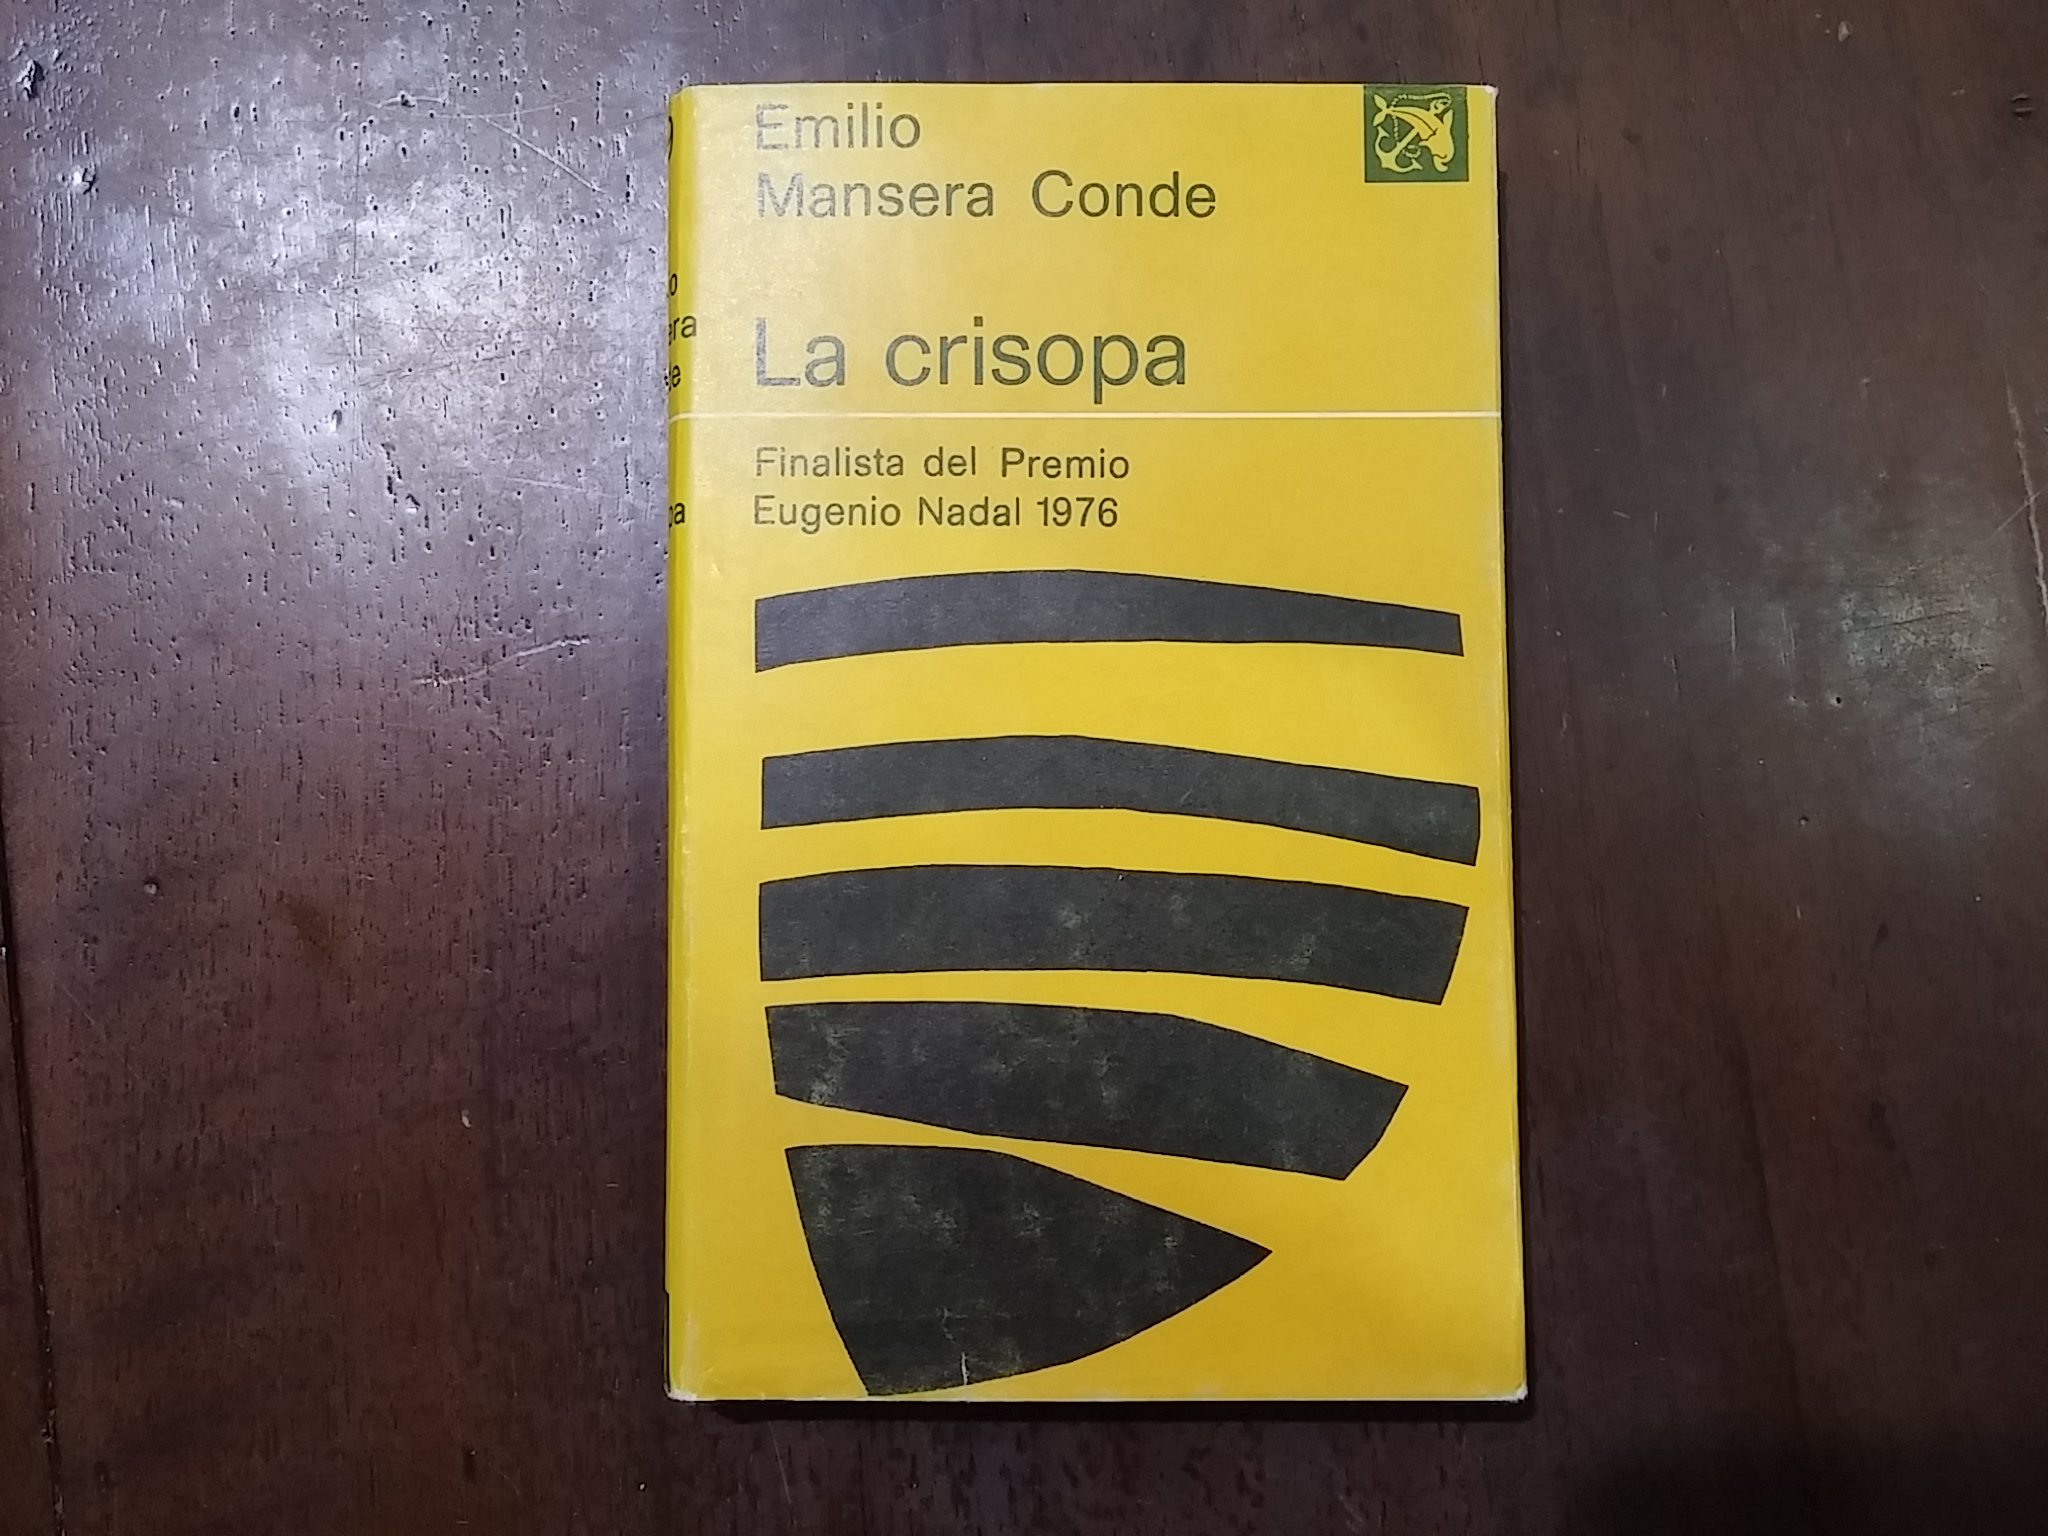 Emilio
Mansera Conde
La crisopa
Finalista del Premio
Eugenio Nadal 1976